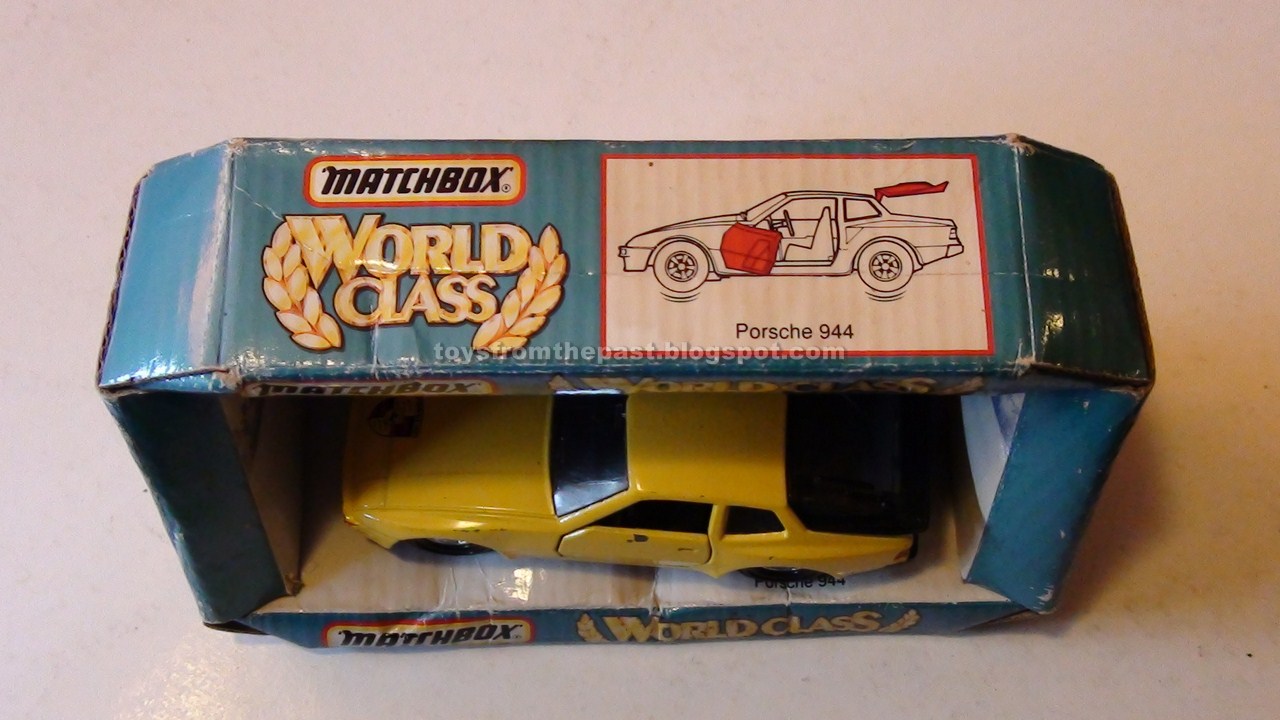 MATCHBOX®
WORLD
CLASS
Porsche 944
toysfromthepast.blogspot.com
MATCHBOX WORLD CLASS
Porsche 944
MATCHBOX WORLD CLASS